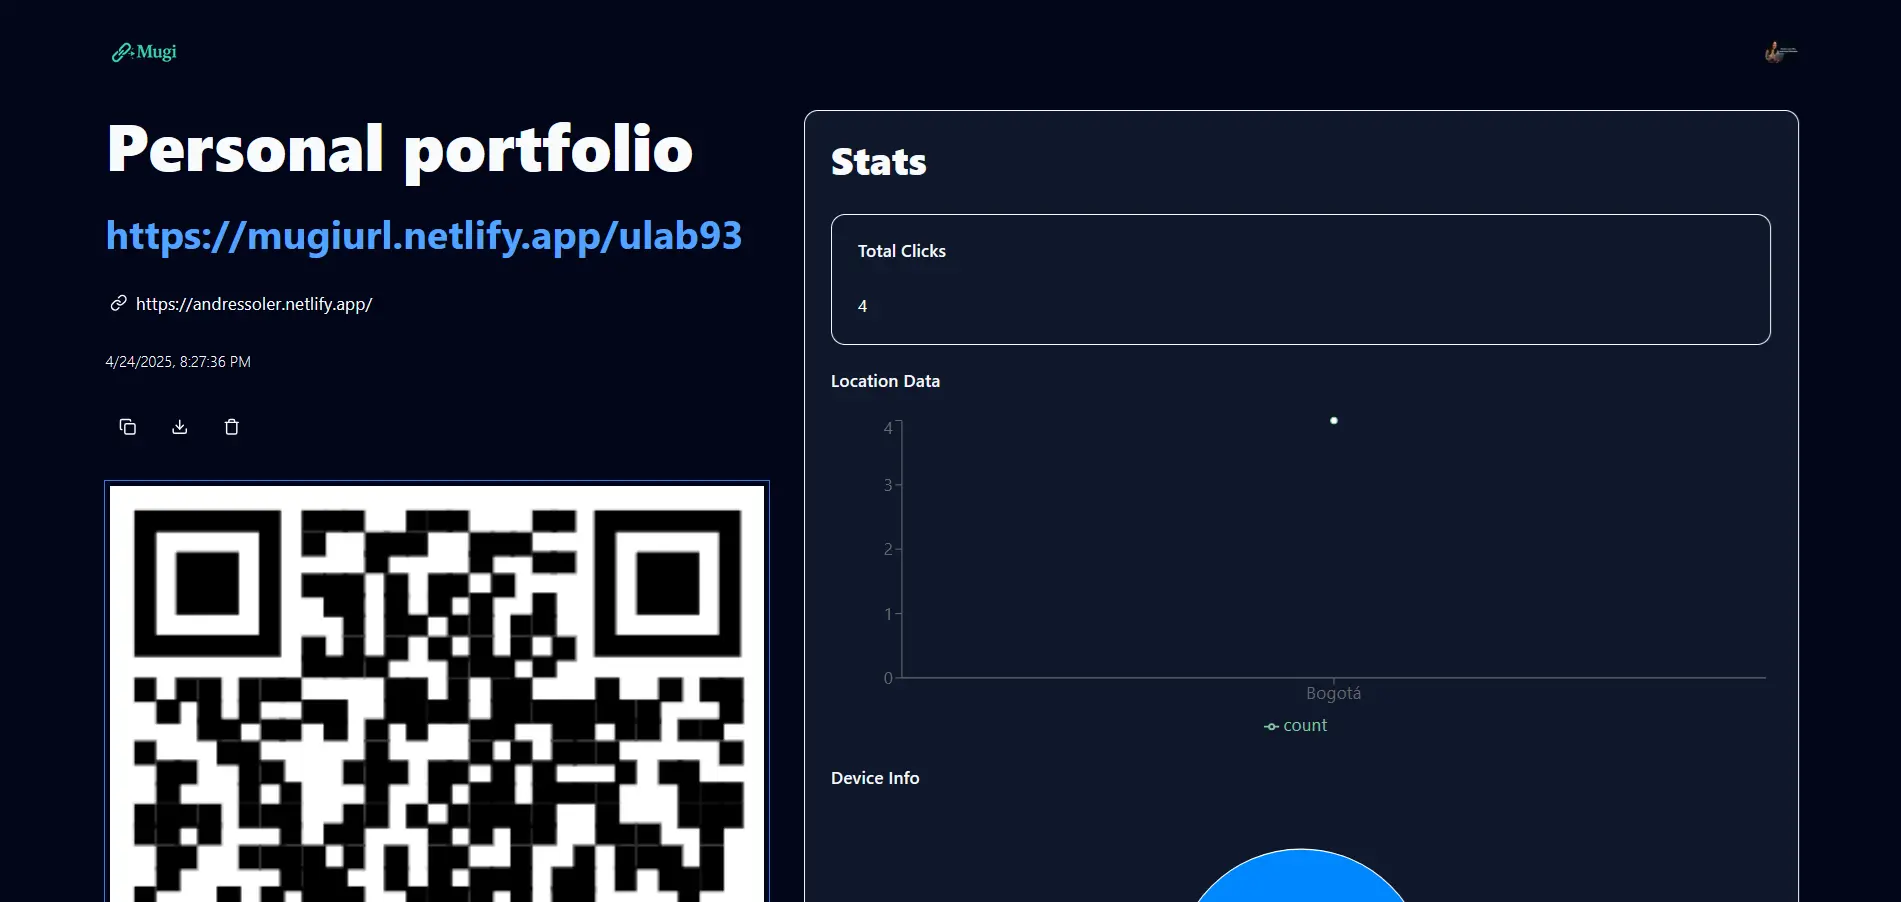 Mugi
Personal portfolio
https://mugiurl.netlify.app/ulab93
https://andressoler.netlify.app/
4/24/2025, 8:27:36 PM
Stats
Total Clicks
4
Location Data
4
3
2
1
0
Bogotá
count
Device Info